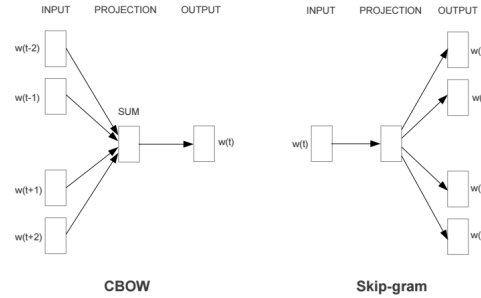 INPUT PROJECTION OUTPUT
w(t-2)
w(t-1)
SUM
w(t)
w(t+1)
w(t+2)
CBOW
INPUT PROJECTION OUTPUT
w(t)
Skip-gram